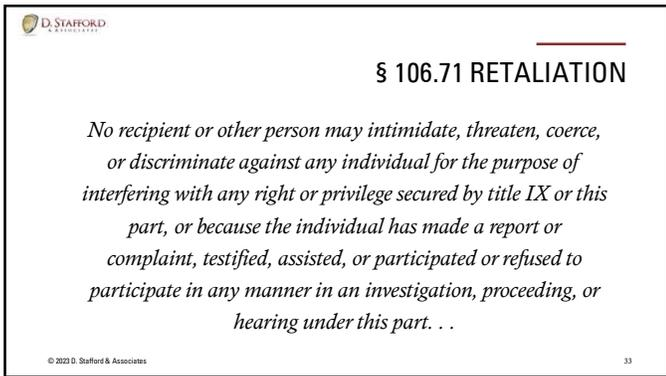 D. STAFFORD
& ASSOCIATES
§ 106.71 RETALIATION
No recipient or other person may intimidate, threaten, coerce,
or discriminate against any individual for the purpose of
interfering with any right or privilege secured by title IX or this
part, or because the individual has made a report or
complaint, testified, assisted, or participated or refused to
participate in any manner in an investigation, proceeding, or
hearing under this part. . .
© 2023 D. Stafford & Associates
33